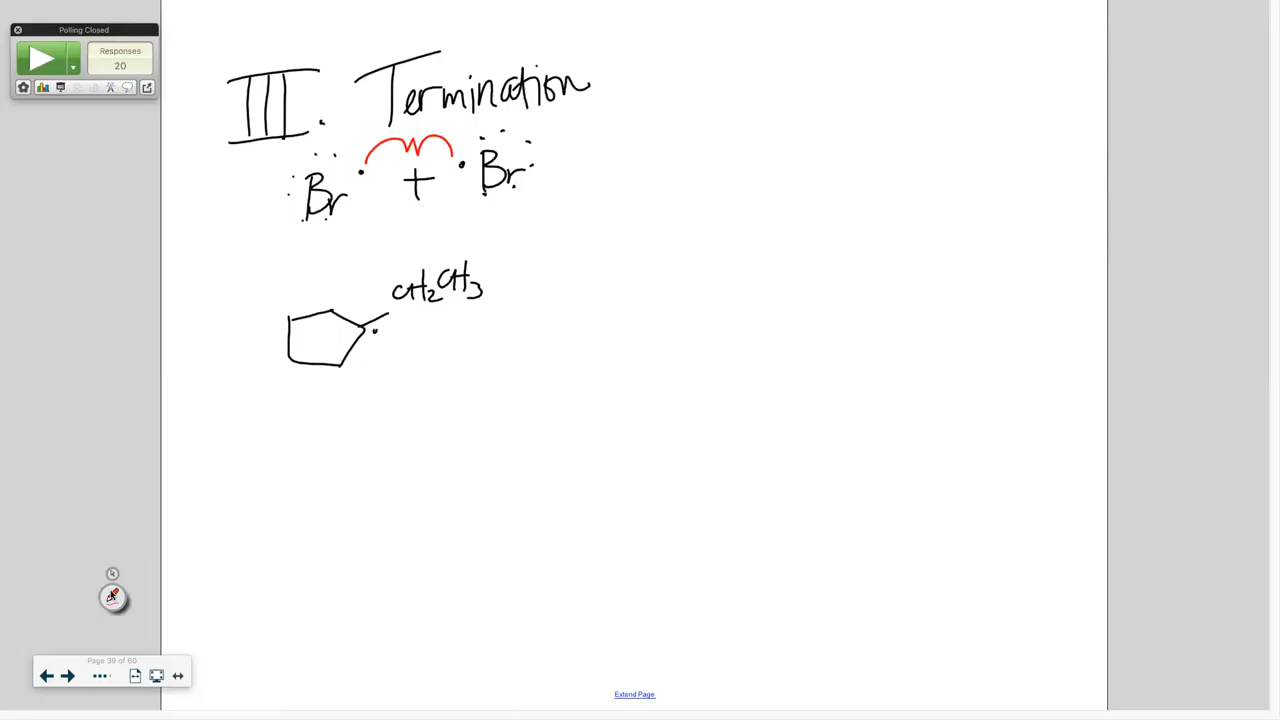 Polling Closed
Responses
20
III. Termination
Br · + · Br
CH2CH3
Page 39 of 60
Extend Page